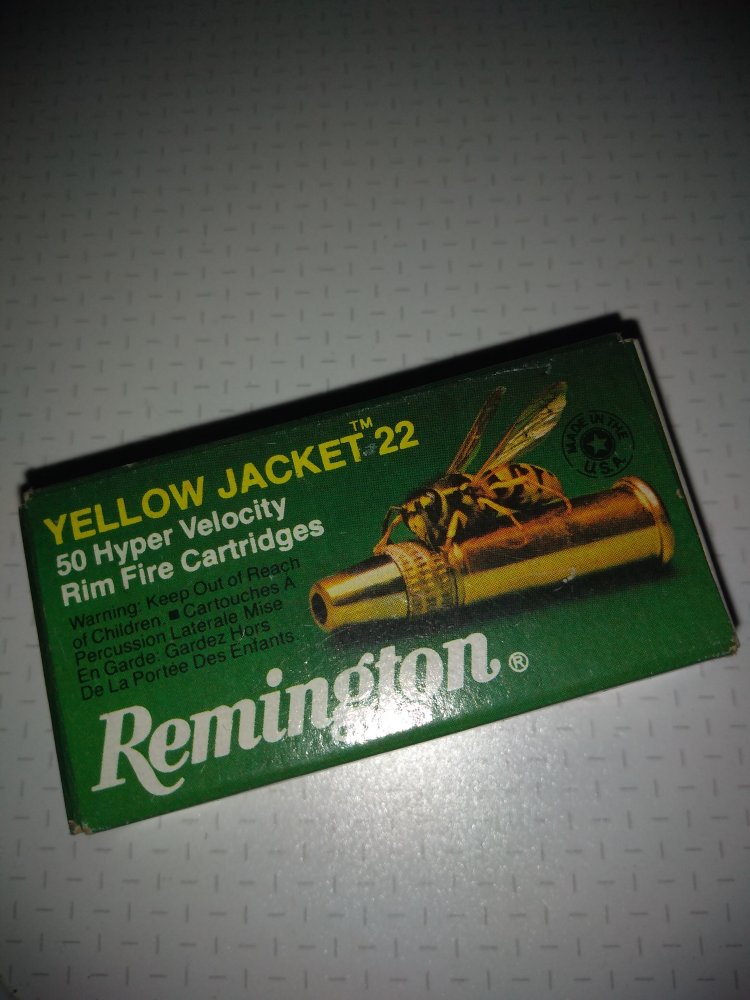 YELLOW JACKET™ 22
50 Hyper Velocity
Rim Fire Cartridges
Warning: Keep Out of Reach
of Children. ■ Cartouches A
Percussion Laterale Mise
En Garde: Gardez Hors
De La Portée Des Enfants
Remington®
MADE IN THE
U.S.A.